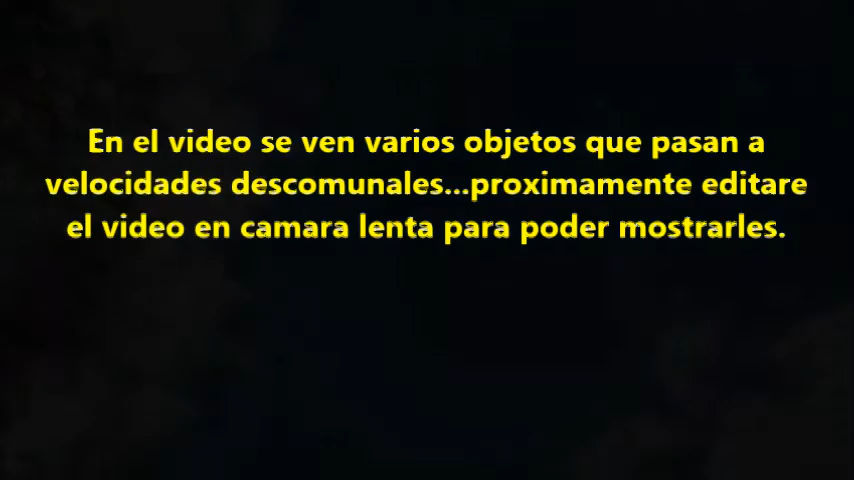 En el video se ven varios objetos que pasan a
velocidades descomunales...proximamente editare
el video en camara lenta para poder mostrarles.